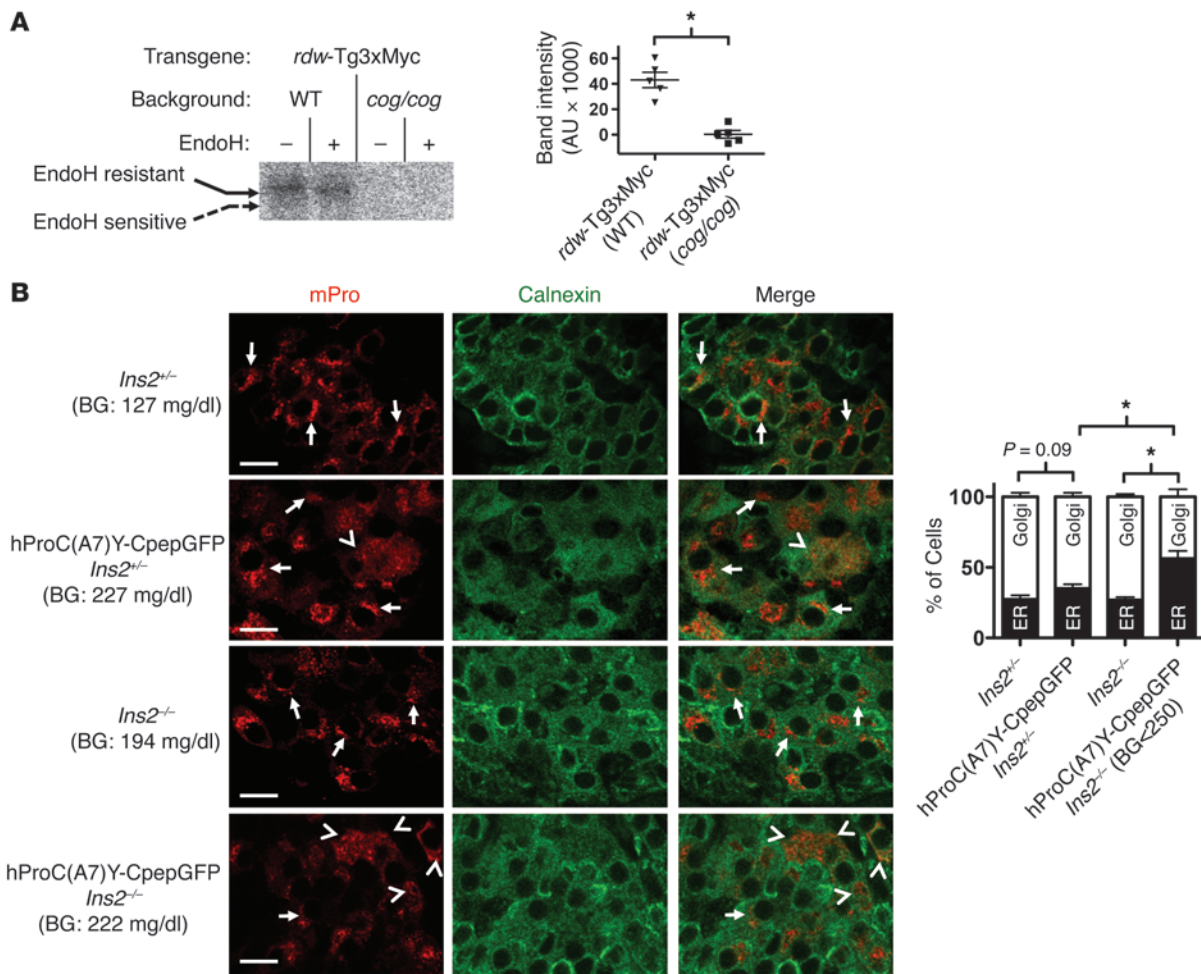 A
Transgene: rdw-Tg3xMyc
Background: WT cog/cog
EndoH: – + – +
EndoH resistant
EndoH sensitive
*
Band intensity
(AU × 1000)
60
40
20
0
rdw-Tg3xMyc
(WT)
rdw-Tg3xMyc
(cog/cog)
B
mPro Calnexin Merge
Ins2+/–
(BG: 127 mg/dl)
hProC(A7)Y-CpepGFP
Ins2+/–
(BG: 227 mg/dl)
Ins2–/–
(BG: 194 mg/dl)
hProC(A7)Y-CpepGFP
Ins2–/–
(BG: 222 mg/dl)
*
P = 0.09 *
% of Cells
100
50
0
Golgi Golgi Golgi Golgi
ER ER ER ER
Ins2+/–
hProC(A7)Y-CpepGFP
Ins2+/–
Ins2–/–
hProC(A7)Y-CpepGFP
Ins2–/– (BG<250)